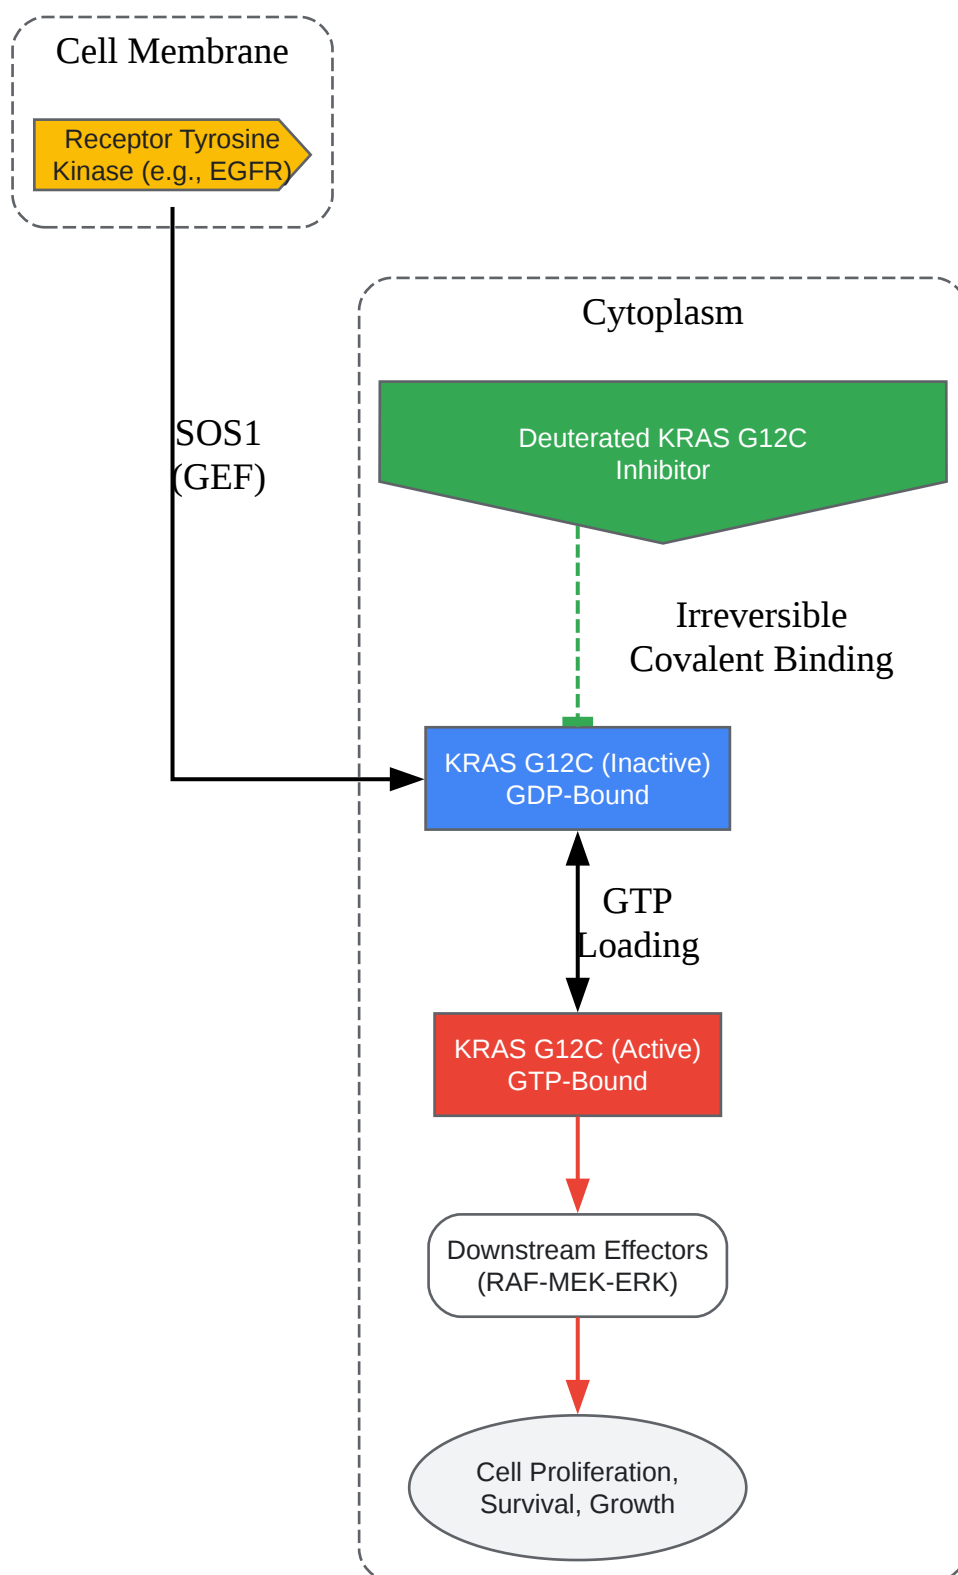 Cell Membrane
Receptor Tyrosine
Kinase (e.g., EGFR)
Cytoplasm
SOS1
(GEF)
Deuterated KRAS G12C
Inhibitor
Irreversible
Covalent Binding
KRAS G12C (Inactive)
GDP-Bound
GTP
Loading
KRAS G12C (Active)
GTP-Bound
Downstream Effectors
(RAF-MEK-ERK)
Cell Proliferation,
Survival, Growth